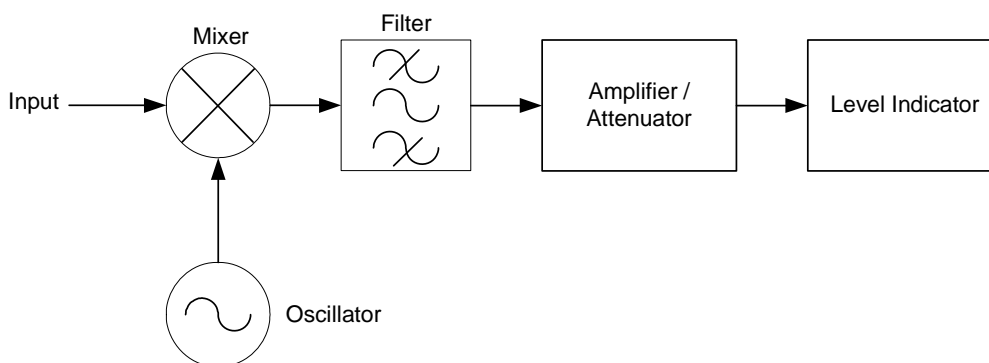 Filter
Mixer
Input
Amplifier /
Attenuator
Level Indicator
Oscillator